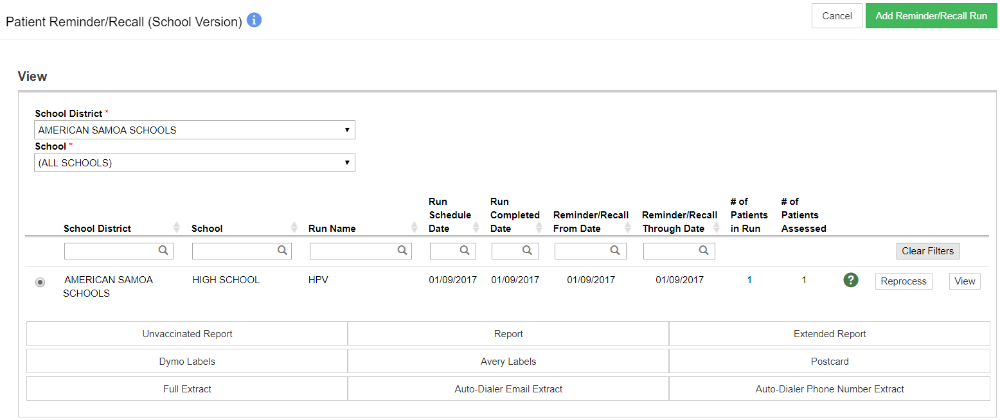 Patient Reminder/Recall (School Version) i
Cancel
Add Reminder/Recall Run
View
School District *
AMERICAN SAMOA SCHOOLS
School *
(ALL SCHOOLS)
School District
School
Run Name
Run
Schedule
Date
Run
Completed
Date
Reminder/Recall
From Date
Reminder/Recall
Through Date
# of
Patients
in Run
# of
Patients
Assessed
Clear Filters
AMERICAN SAMOA
SCHOOLS
HIGH SCHOOL
HPV
01/09/2017
01/09/2017
01/09/2017
01/09/2017
1
1
?
Reprocess
View
Unvaccinated Report
Report
Extended Report
Dymo Labels
Avery Labels
Postcard
Full Extract
Auto-Dialer Email Extract
Auto-Dialer Phone Number Extract